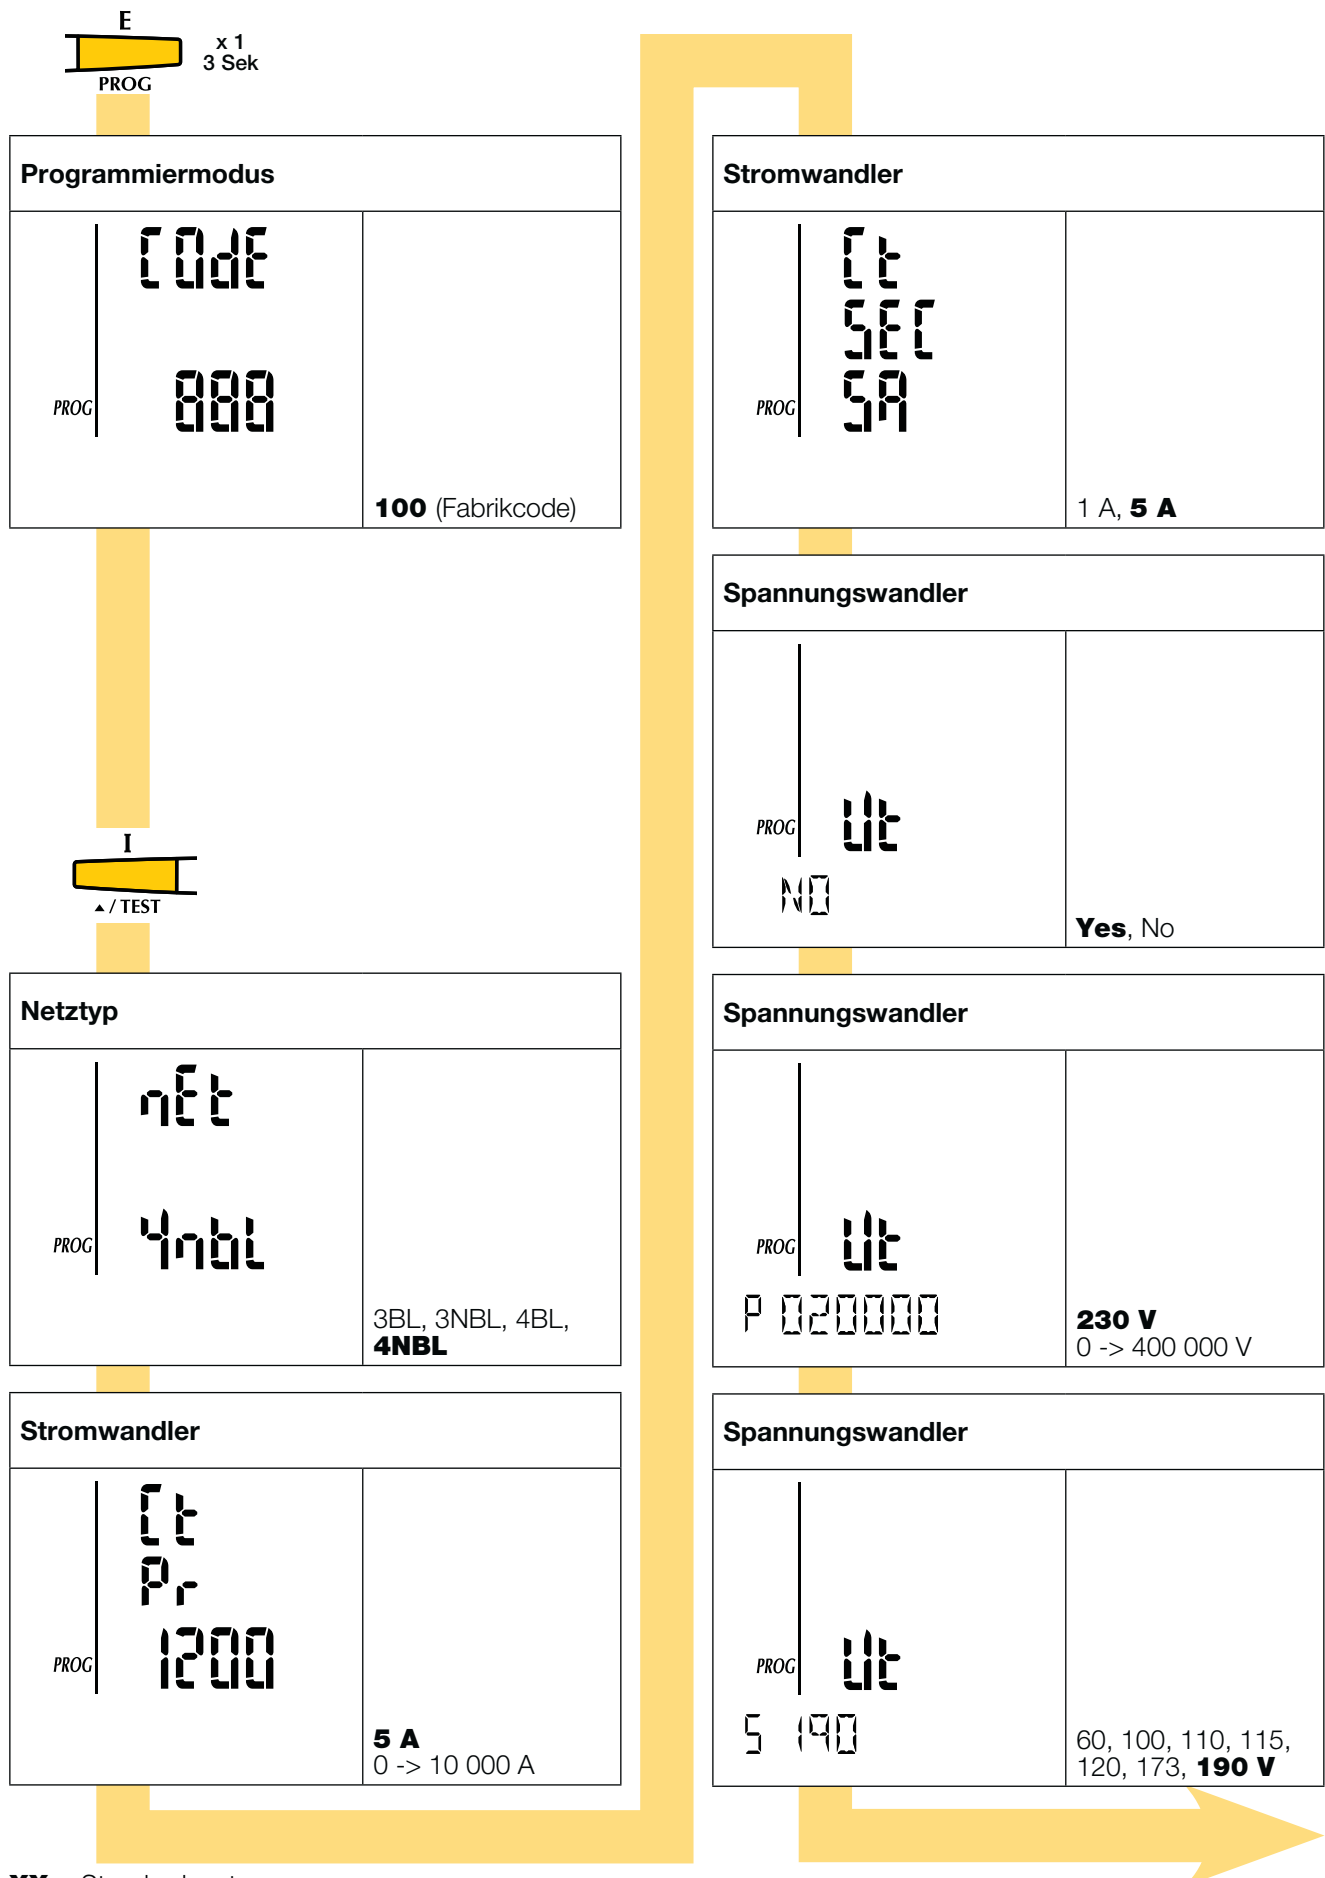 E
x 1
3 Sek
PROG
Programmiermodus
CODE
888
PROG
100 (Fabrikcode)
I
▲ / TEST
Netztyp
nEt
4nbl
PROG
3BL, 3NBL, 4BL,
4NBL
Stromwandler
Ct
Pr
1200
PROG
5 A
0 -> 10 000 A
Stromwandler
Ct
SEC
5A
PROG
1 A, 5 A
Spannungswandler
Ut
PROG
NO
Yes, No
Spannungswandler
Ut
PROG
P 020000
230 V
0 -> 400 000 V
Spannungswandler
Ut
PROG
S 190
60, 100, 110, 115,
120, 173, 190 V